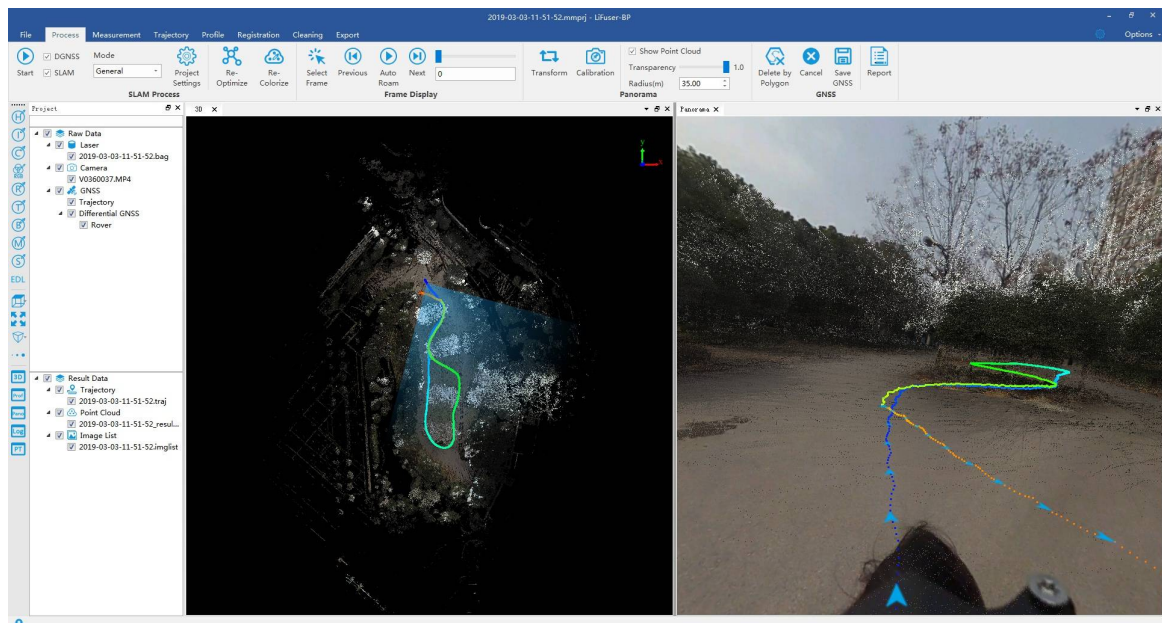 2019-03-03-11-51-52.mmprj - LiFuser-BP
File Process Measurement Trajectory Profile Registration Cleaning Export Options
Start
DGNSS
SLAM
Mode
General
Project Settings
SLAM Process
Re-Optimize
Re-Colorize
Select Frame
Previous
Auto Roam
Next
0
Frame Display
Transform
Calibration
Show Point Cloud
Transparency 1.0
Radius(m) 35.00
Panorama
Delete by Polygon
Cancel
Save GNSS
GNSS
Report
Project
3D
Panorama
H
I
C
R
T
B
M
S
EDL
3D
Prof
Pano
Log
PT
Raw Data
Laser
2019-03-03-11-51-52.bag
Camera
V0360037.MP4
GNSS
Trajectory
Differential GNSS
Rover
Result Data
Trajectory
2019-03-03-11-51-52.traj
Point Cloud
2019-03-03-11-51-52_resul...
Image List
2019-03-03-11-51-52.imglist
y
x